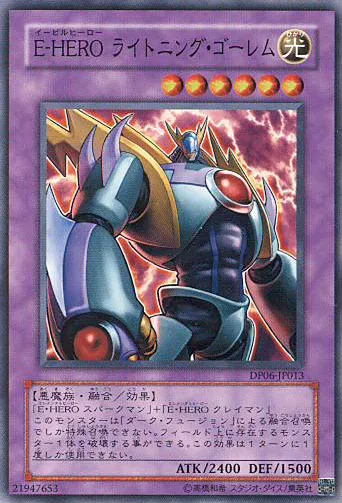 イービルヒーロー
E-HERO ライトニング・ゴーレム
ひかり
光
DP06-JP013
【悪魔族・融合/効果】
「E・HERO スパークマン」+「E・HERO クレイマン」
このモンスターは「ダーク・フュージョン」による融合召喚
でしか特殊召喚できない。フィールド上に存在するモンス
ター1体を破壊する事ができる。この効果は1ターンに1
度しか使用できない。
ATK/2400 DEF/1500
21947653
©高橋和希 スタジオ・ダイス/集英社